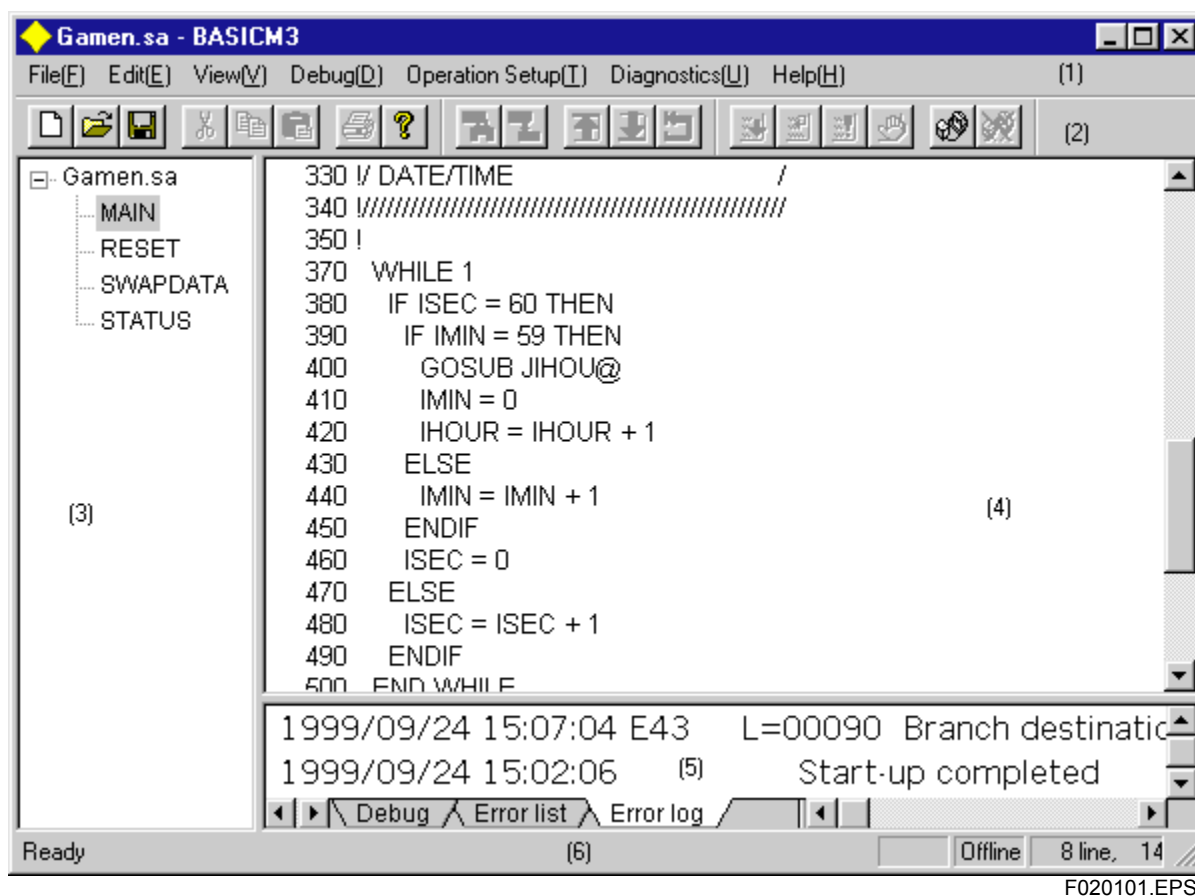 Gamen.sa - BASICM3
File(F) Edit(E) View(V) Debug(D) Operation Setup(T) Diagnostics(U) Help(H) (1)
(2)
Gamen.sa
MAIN
RESET
SWAPDATA
STATUS
(3)
330 !/ DATE/TIME /
340 !////////////////////////////////////////////////////
350 !
370 WHILE 1
380 IF ISEC = 60 THEN
390 IF IMIN = 59 THEN
400 GOSUB JIHOU@
410 IMIN = 0
420 IHOUR = IHOUR + 1
430 ELSE
440 IMIN = IMIN + 1
450 ENDIF
460 ISEC = 0
470 ELSE
480 ISEC = ISEC + 1
490 ENDIF
500 END WHILE
(4)
1999/09/24 15:07:04 E43 L=00090 Branch destinatic
1999/09/24 15:02:06 (5) Start-up completed
Debug Error list Error log
Ready (6) Offline 8 line, 14
F020101.EPS